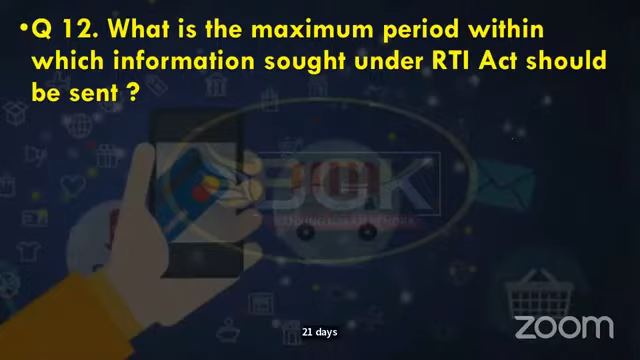 •Q 12. What is the maximum period within
which information sought under RTI Act should
be sent ?
BGK
21 days
zoom